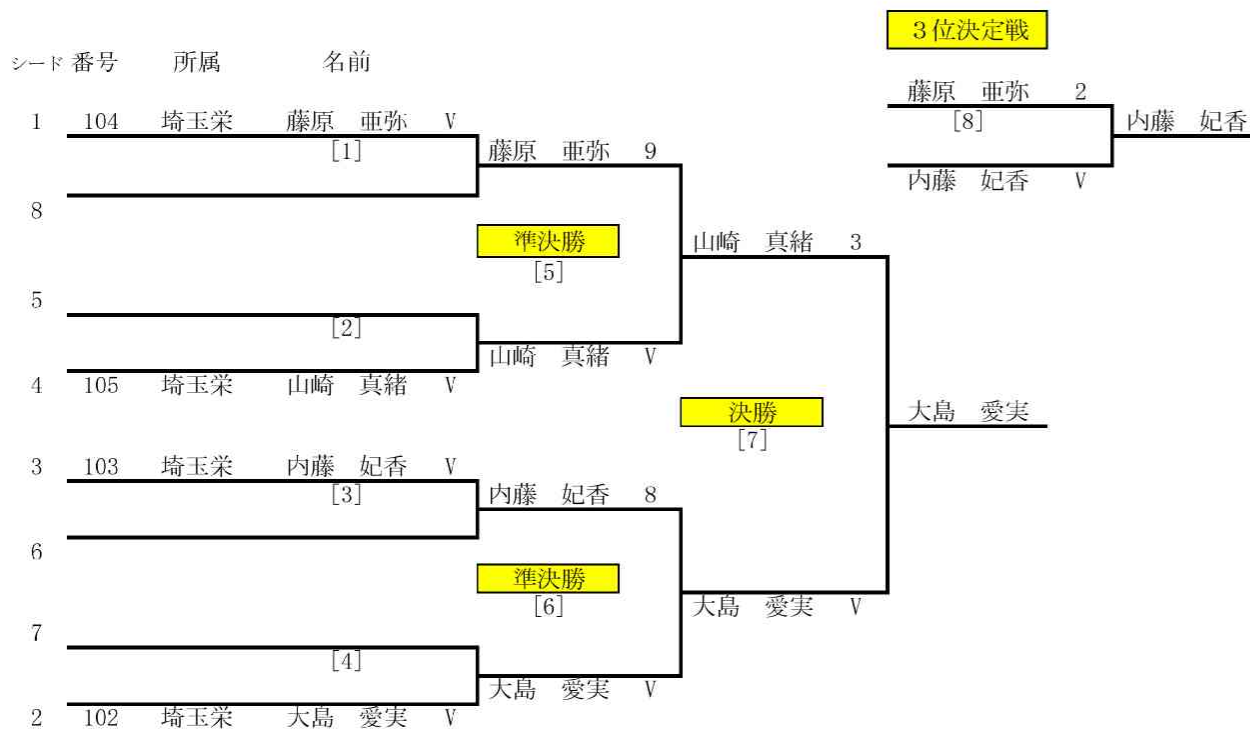 ３位決定戦
シード 番号 所属 名前
藤原 亜弥 2
1 104 埼玉栄 藤原 亜弥 V
[8]
内藤 妃香
[1]
藤原 亜弥 9
内藤 妃香 V
8
準決勝
山崎 真緒 3
[5]
5
[2]
山崎 真緒 V
4 105 埼玉栄 山崎 真緒 V
決勝
大島 愛実
[7]
3 103 埼玉栄 内藤 妃香 V
[3]
内藤 妃香 8
6
準決勝
[6]
大島 愛実 V
7
[4]
大島 愛実 V
2 102 埼玉栄 大島 愛実 V